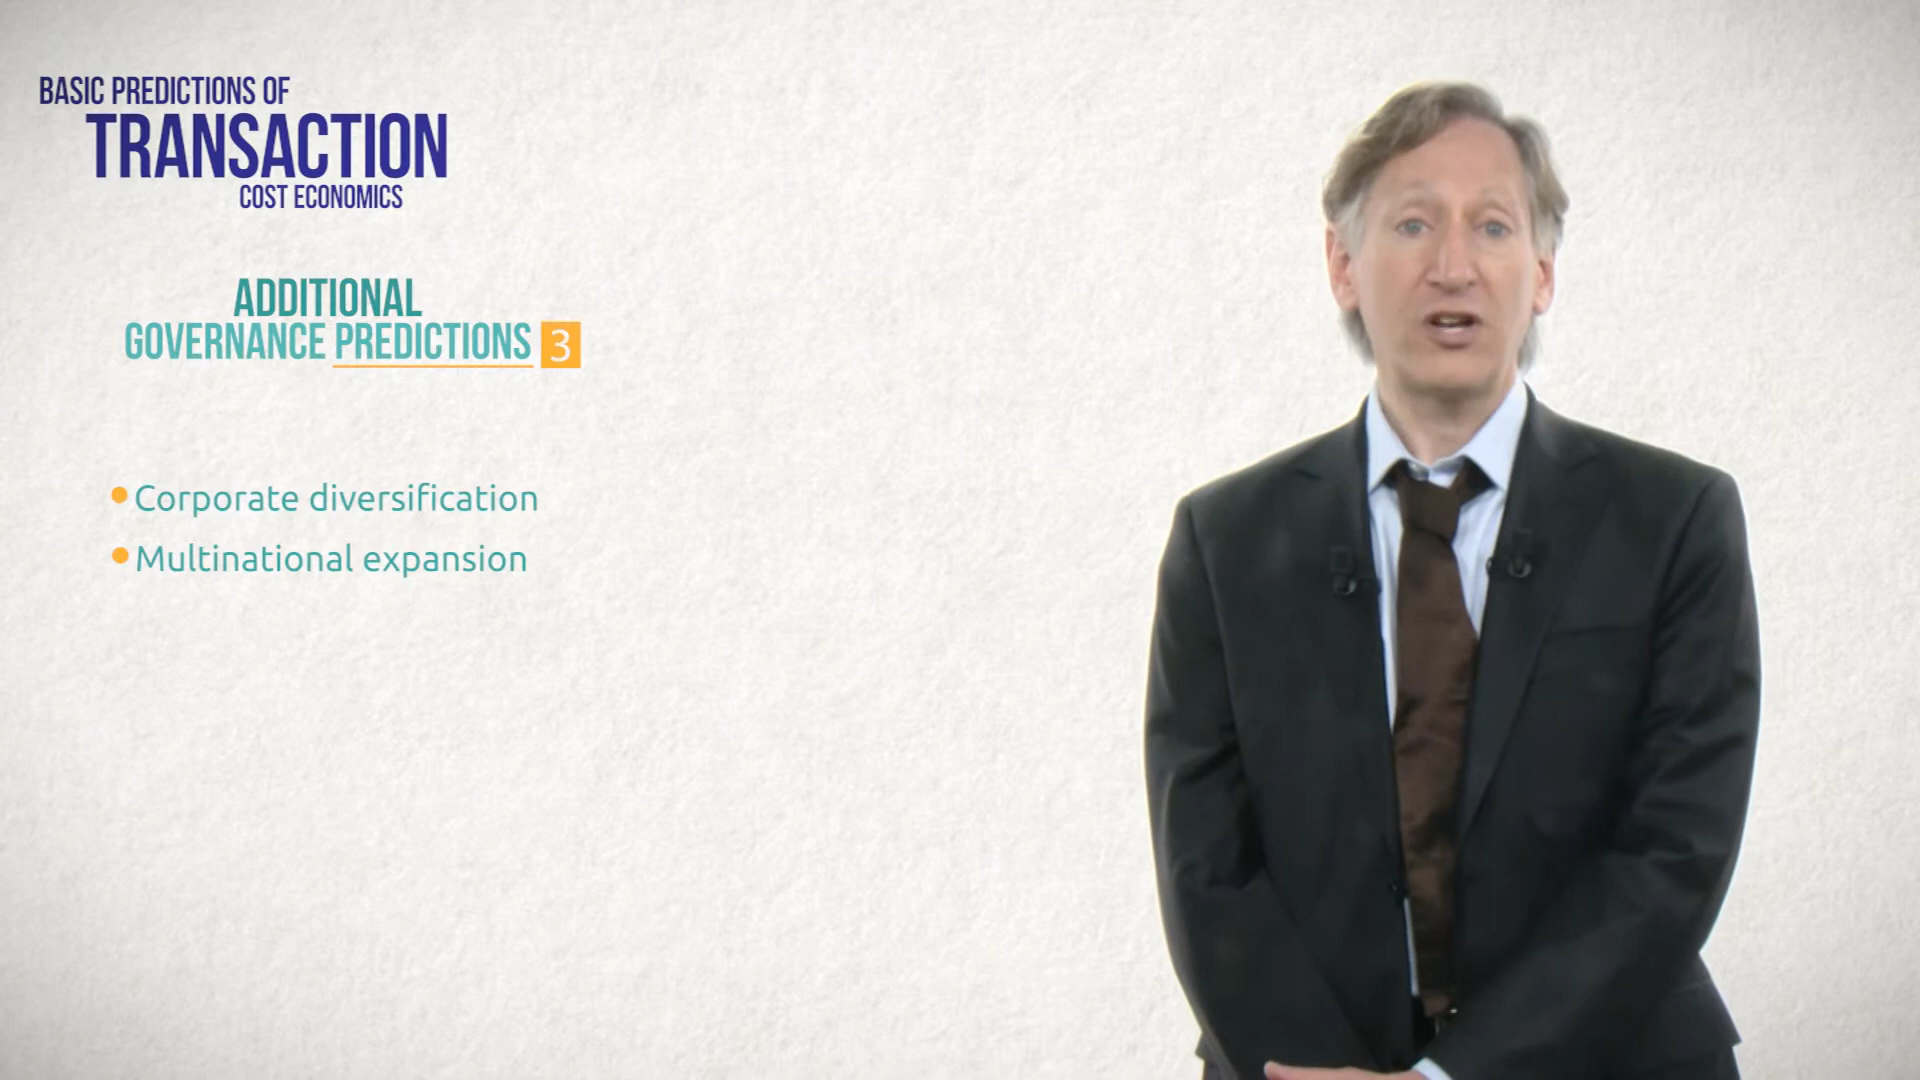 BASIC PREDICTIONS OF
TRANSACTION
COST ECONOMICS
ADDITIONAL
GOVERNANCE PREDICTIONS 3
Corporate diversification
Multinational expansion